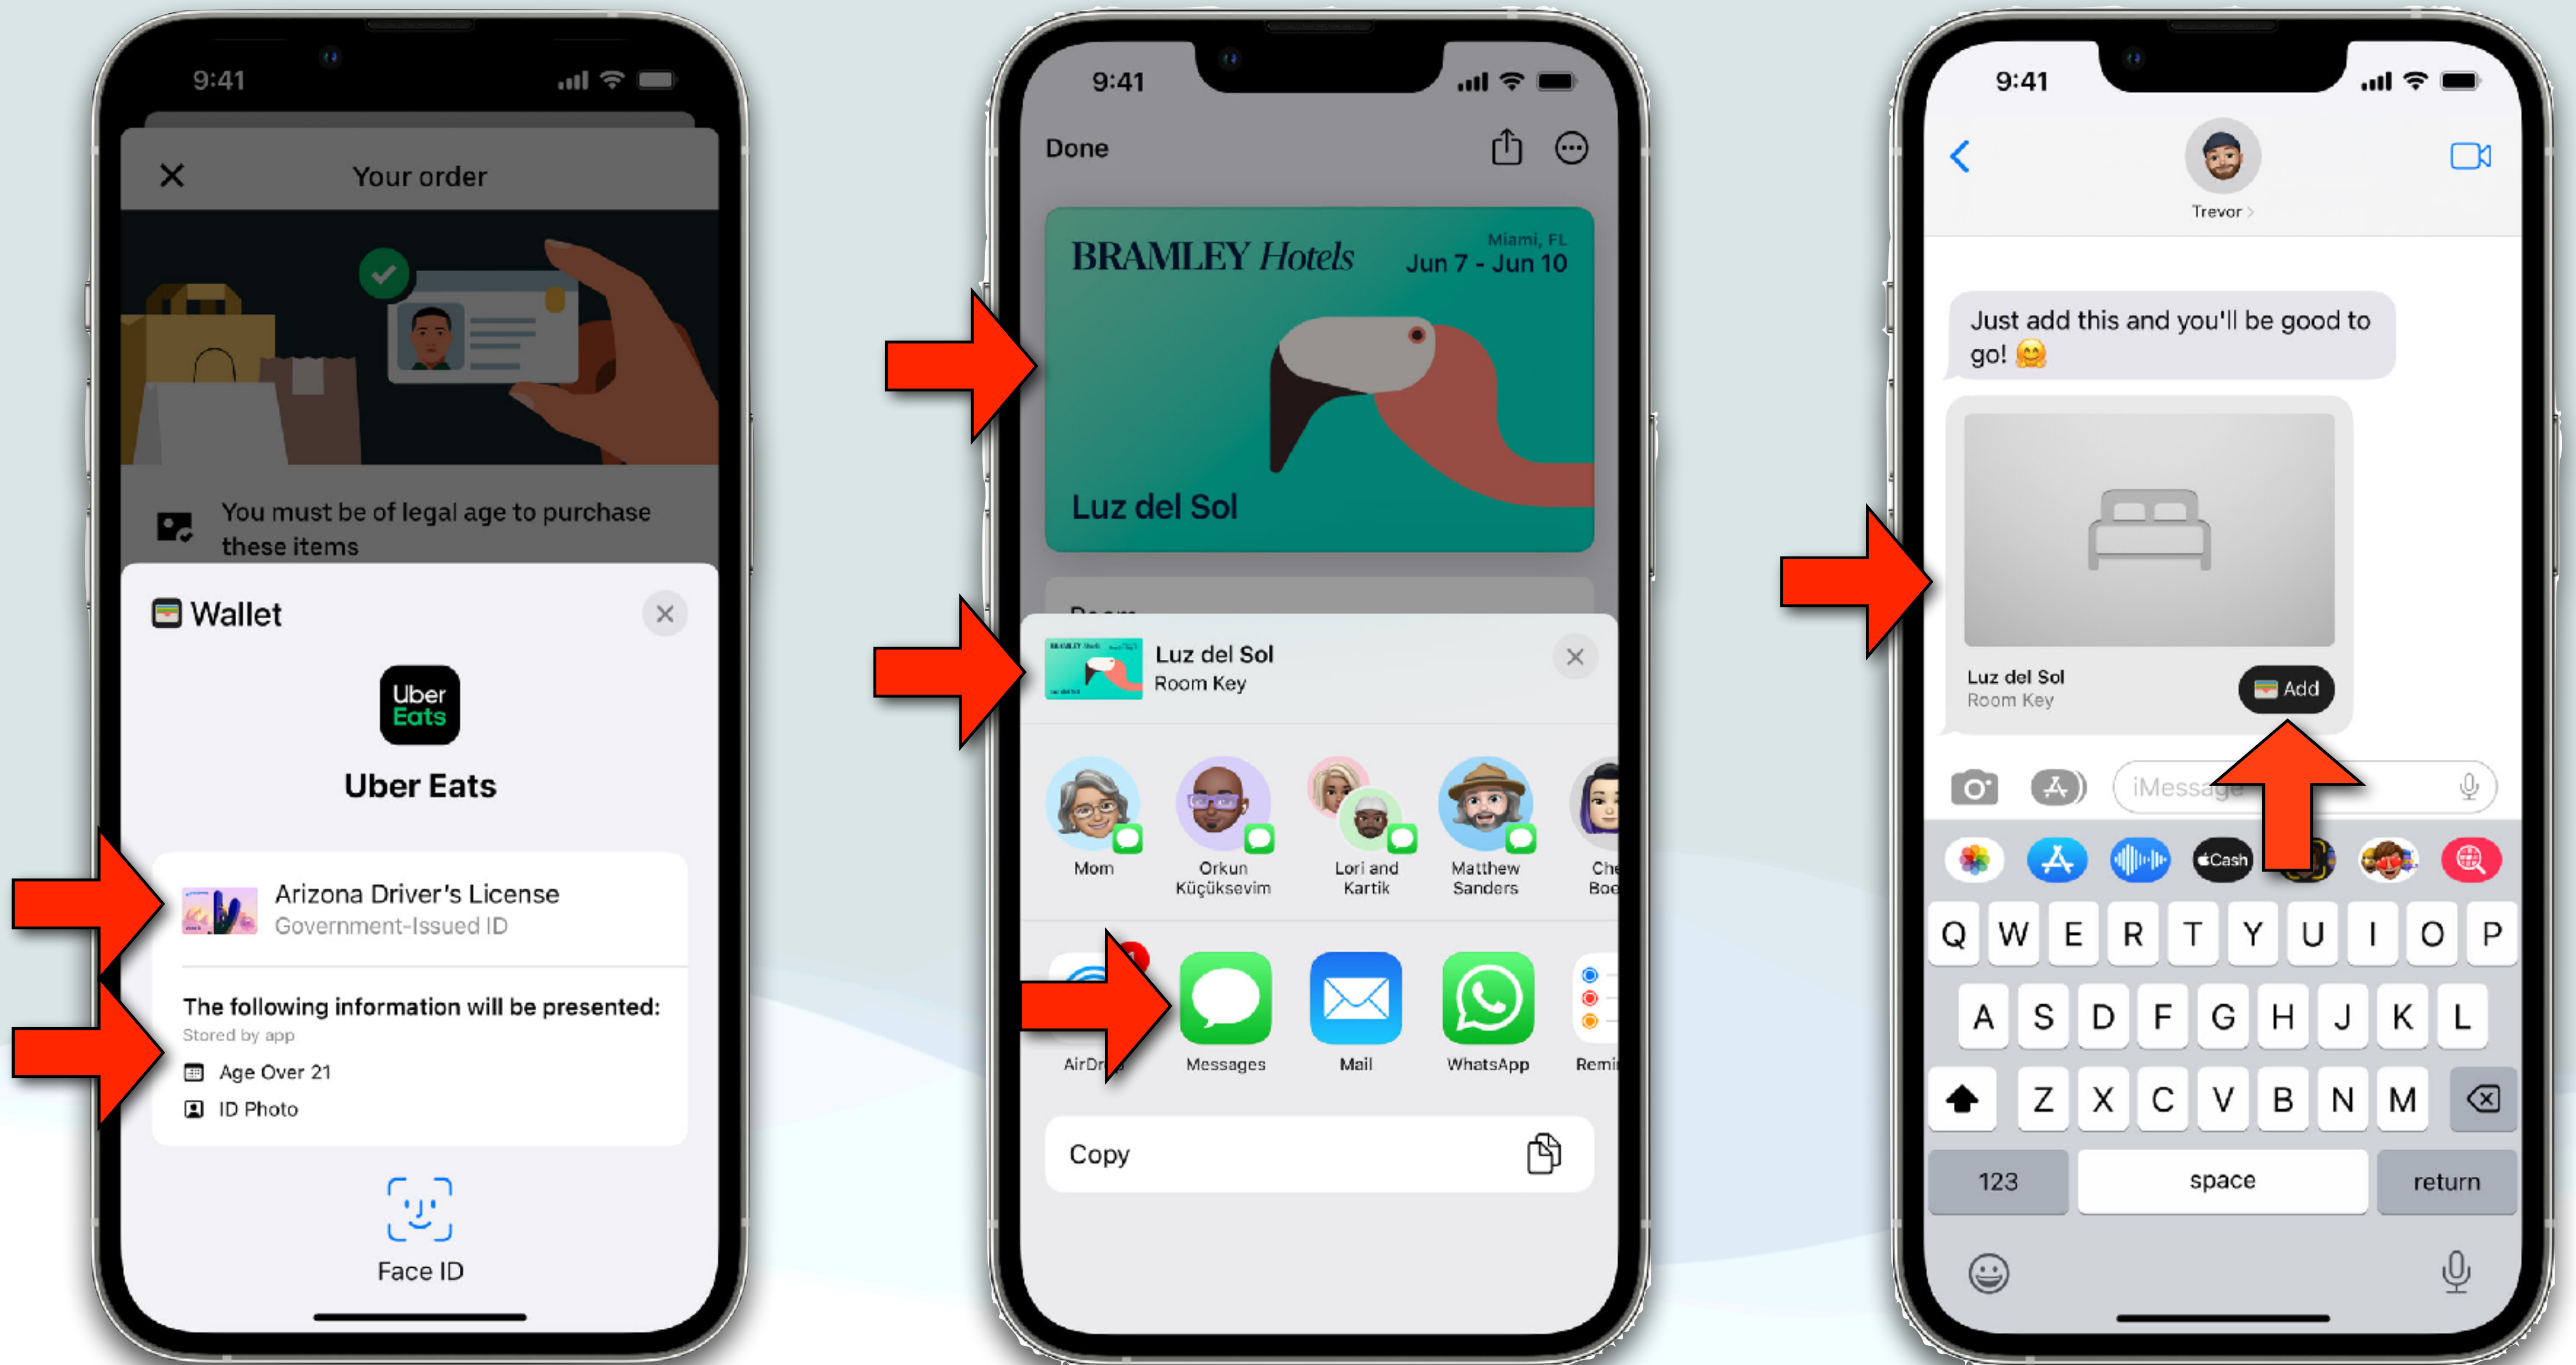 9:41
Your order
You must be of legal age to purchase
these items
Wallet
Uber
Eats
Uber Eats
Arizona Driver's License
Government-Issued ID
The following information will be presented:
Stored by app
Age Over 21
ID Photo
Face ID
9:41
Done
BRAMLEY Hotels
Miami, FL
Jun 7 - Jun 10
Luz del Sol
Luz del Sol
Room Key
Mom
Orkun
Küçüksevim
Lori and
Kartik
Matthew
Sanders
Che
Boe
AirDr
Messages
Mail
WhatsApp
Remi
Copy
9:41
Trevor
Just add this and you'll be good to
go! 🤗
Luz del Sol
Room Key
Add
iMessage
Cash
Q W E R T Y U I O P
A S D F G H J K L
Z X C V B N M
123
space
return